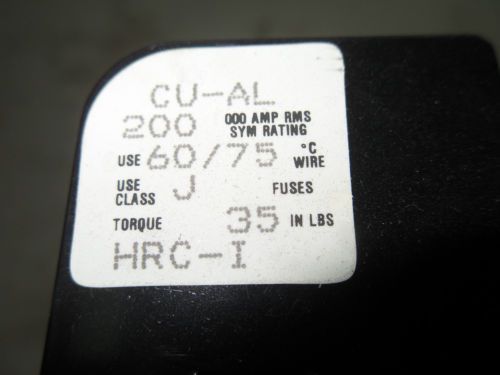 CU-AL
200 000 AMP RMS
SYM RATING
USE 60/75 °C
WIRE
USE
CLASS J FUSES
TORQUE 35 IN LBS
HRC-I